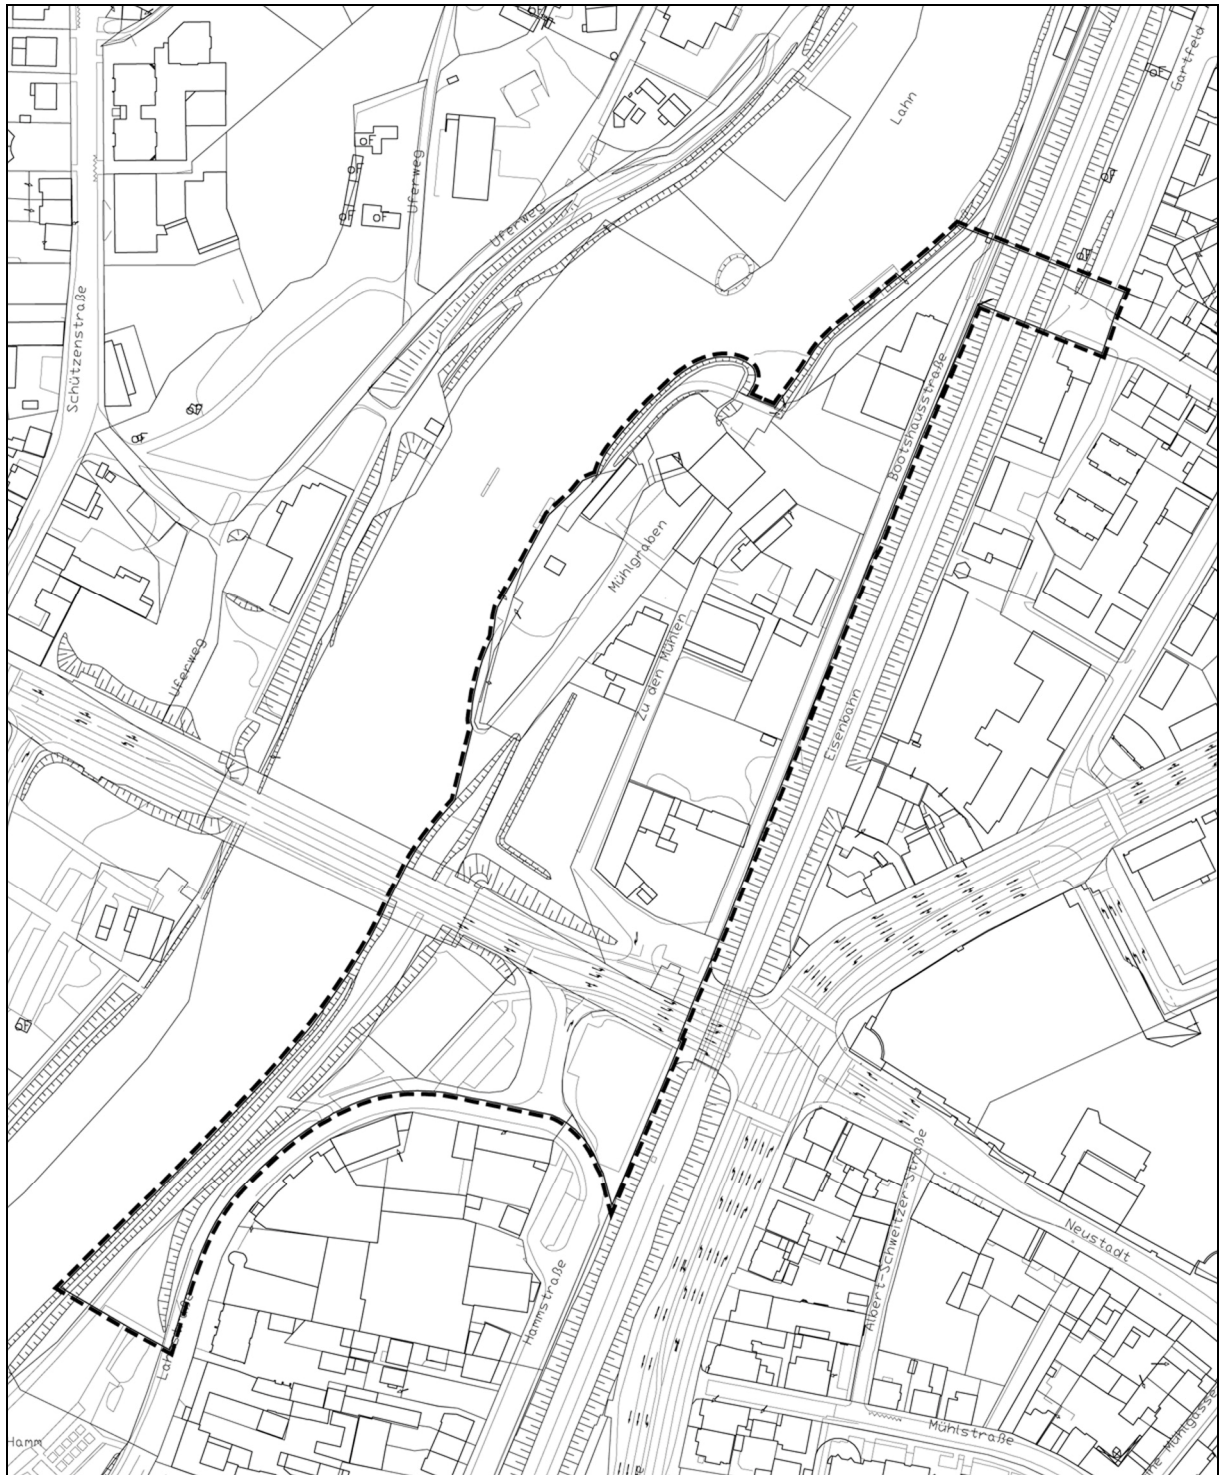 Gartfeld
Lahn
Uferweg
Uferweg
Schützenstraße
Bootshausstraße
Mühlgraben
Zu den Mühlen
Uferweg
Eisenbahn
Neustadt
Albert-Schweitzer-Straße
Hammstraße
Mühlstraße
Hamm